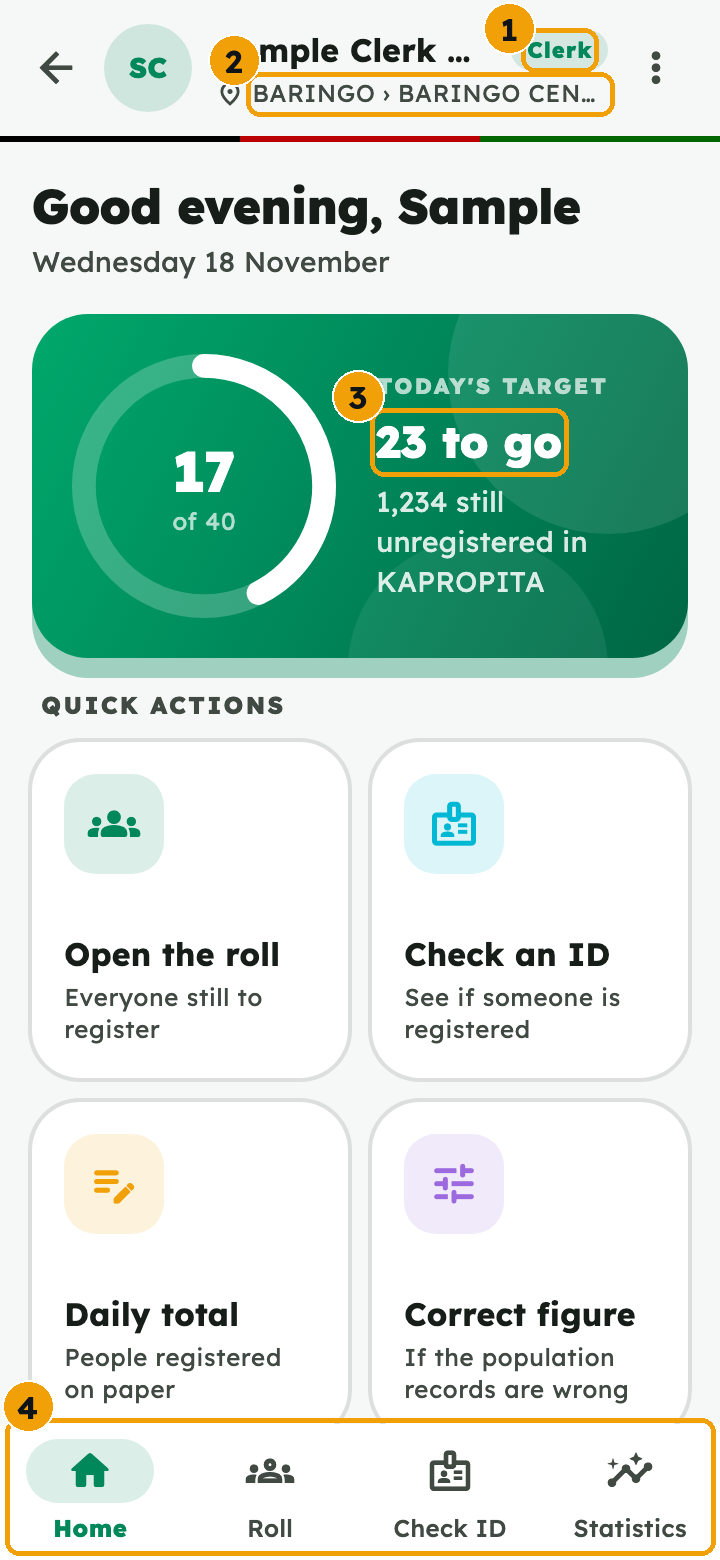 SC
mple Clerk ...
Clerk
BARINGO › BARINGO CEN...
1
2
Good evening, Sample
Wednesday 18 November
17
of 40
3
TODAY'S TARGET
23 to go
1,234 still
unregistered in
KAPROPITA
QUICK ACTIONS
Open the roll
Everyone still to
register
Check an ID
See if someone is
registered
Daily total
People registered
on paper
Correct figure
If the population
records are wrong
4
Home
Roll
Check ID
Statistics